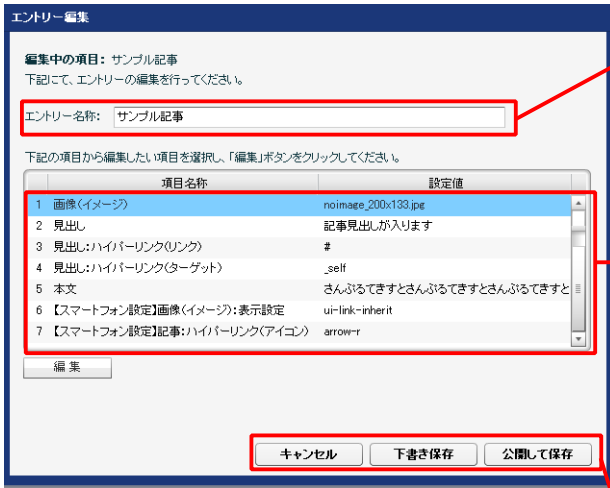 エントリー編集
編集中の項目: サンプル記事
下記にて、エントリーの編集を行ってください。
エントリー名称: サンプル記事
下記の項目から編集したい項目を選択し、「編集」ボタンをクリックしてください。
項目名称 設定値
1 画像(イメージ) noimage_200x133.jpg
2 見出し 記事見出しが入ります
3 見出し:ハイパーリンク(リンク) #
4 見出し:ハイパーリンク(ターゲット) _self
5 本文 さんぷるてきすとさんぷるてきすとさんぷるてきすと
6 【スマートフォン設定】画像(イメージ):表示設定 ui-link-inherit
7 【スマートフォン設定】記事:ハイパーリンク(アイコン) arrow-r
編集
キャンセル 下書き保存 公開して保存